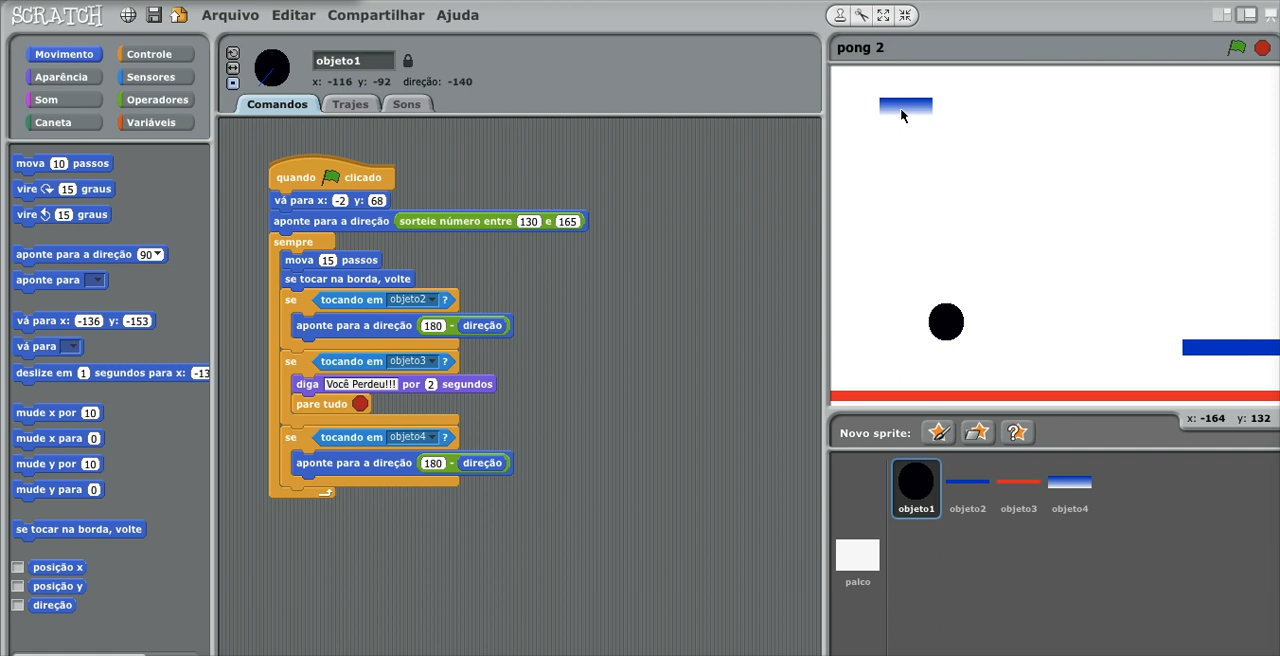 SCRATCH Arquivo Editar Compartilhar Ajuda
Movimento Controle
Aparência Sensores
Som Operadores
Caneta Variáveis
mova 10 passos
vire 15 graus
vire 15 graus
aponte para a direção 90
aponte para
vá para x: -136 y: -153
vá para
deslize em 1 segundos para x: -13
mude x por 10
mude x para 0
mude y por 10
mude y para 0
se tocar na borda, volte
posição x
posição y
direção
objeto1
x: -116 y: -92 direção: -140
Comandos Trajes Sons
quando clicado
vá para x: -2 y: 68
aponte para a direção sorteie número entre 130 e 165
sempre
mova 15 passos
se tocar na borda, volte
se tocando em objeto2 ?
aponte para a direção 180 - direção
se tocando em objeto3 ?
diga Você Perdeu!!! por 2 segundos
pare tudo
se tocando em objeto4 ?
aponte para a direção 180 - direção
pong 2
x: -164 y: 132
Novo sprite:
objeto1 objeto2 objeto3 objeto4
palco